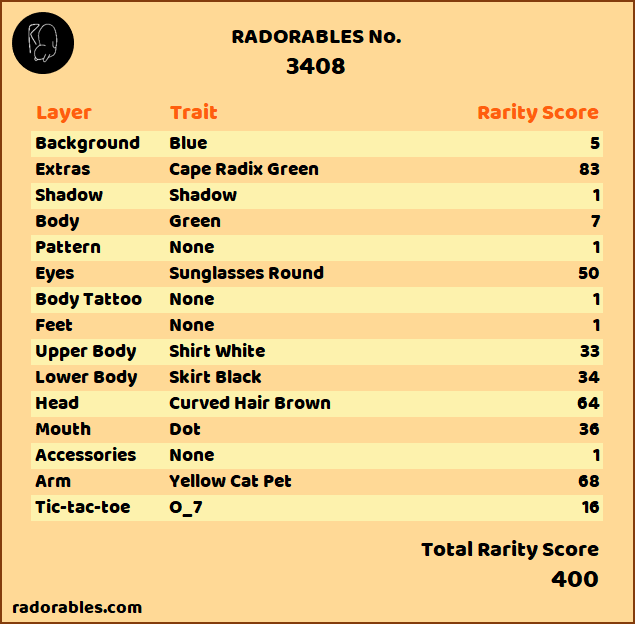 RADORABLES No.
3408
Layer Trait Rarity Score
Background Blue 5
Extras Cape Radix Green 83
Shadow Shadow 1
Body Green 7
Pattern None 1
Eyes Sunglasses Round 50
Body Tattoo None 1
Feet None 1
Upper Body Shirt White 33
Lower Body Skirt Black 34
Head Curved Hair Brown 64
Mouth Dot 36
Accessories None 1
Arm Yellow Cat Pet 68
Tic-tac-toe O_7 16
Total Rarity Score
400
radorables.com